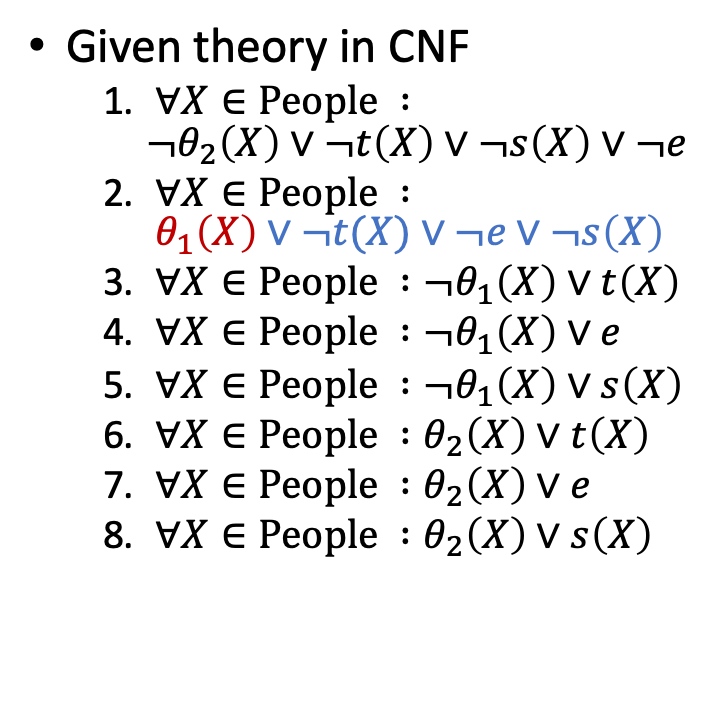 • Given theory in CNF
1. ∀X ∈ People :
¬θ₂(X) ∨ ¬t(X) ∨ ¬s(X) ∨ ¬e
2. ∀X ∈ People :
θ₁(X) ∨ ¬t(X) ∨ ¬e ∨ ¬s(X)
3. ∀X ∈ People : ¬θ₁(X) ∨ t(X)
4. ∀X ∈ People : ¬θ₁(X) ∨ e
5. ∀X ∈ People : ¬θ₁(X) ∨ s(X)
6. ∀X ∈ People : θ₂(X) ∨ t(X)
7. ∀X ∈ People : θ₂(X) ∨ e
8. ∀X ∈ People : θ₂(X) ∨ s(X)